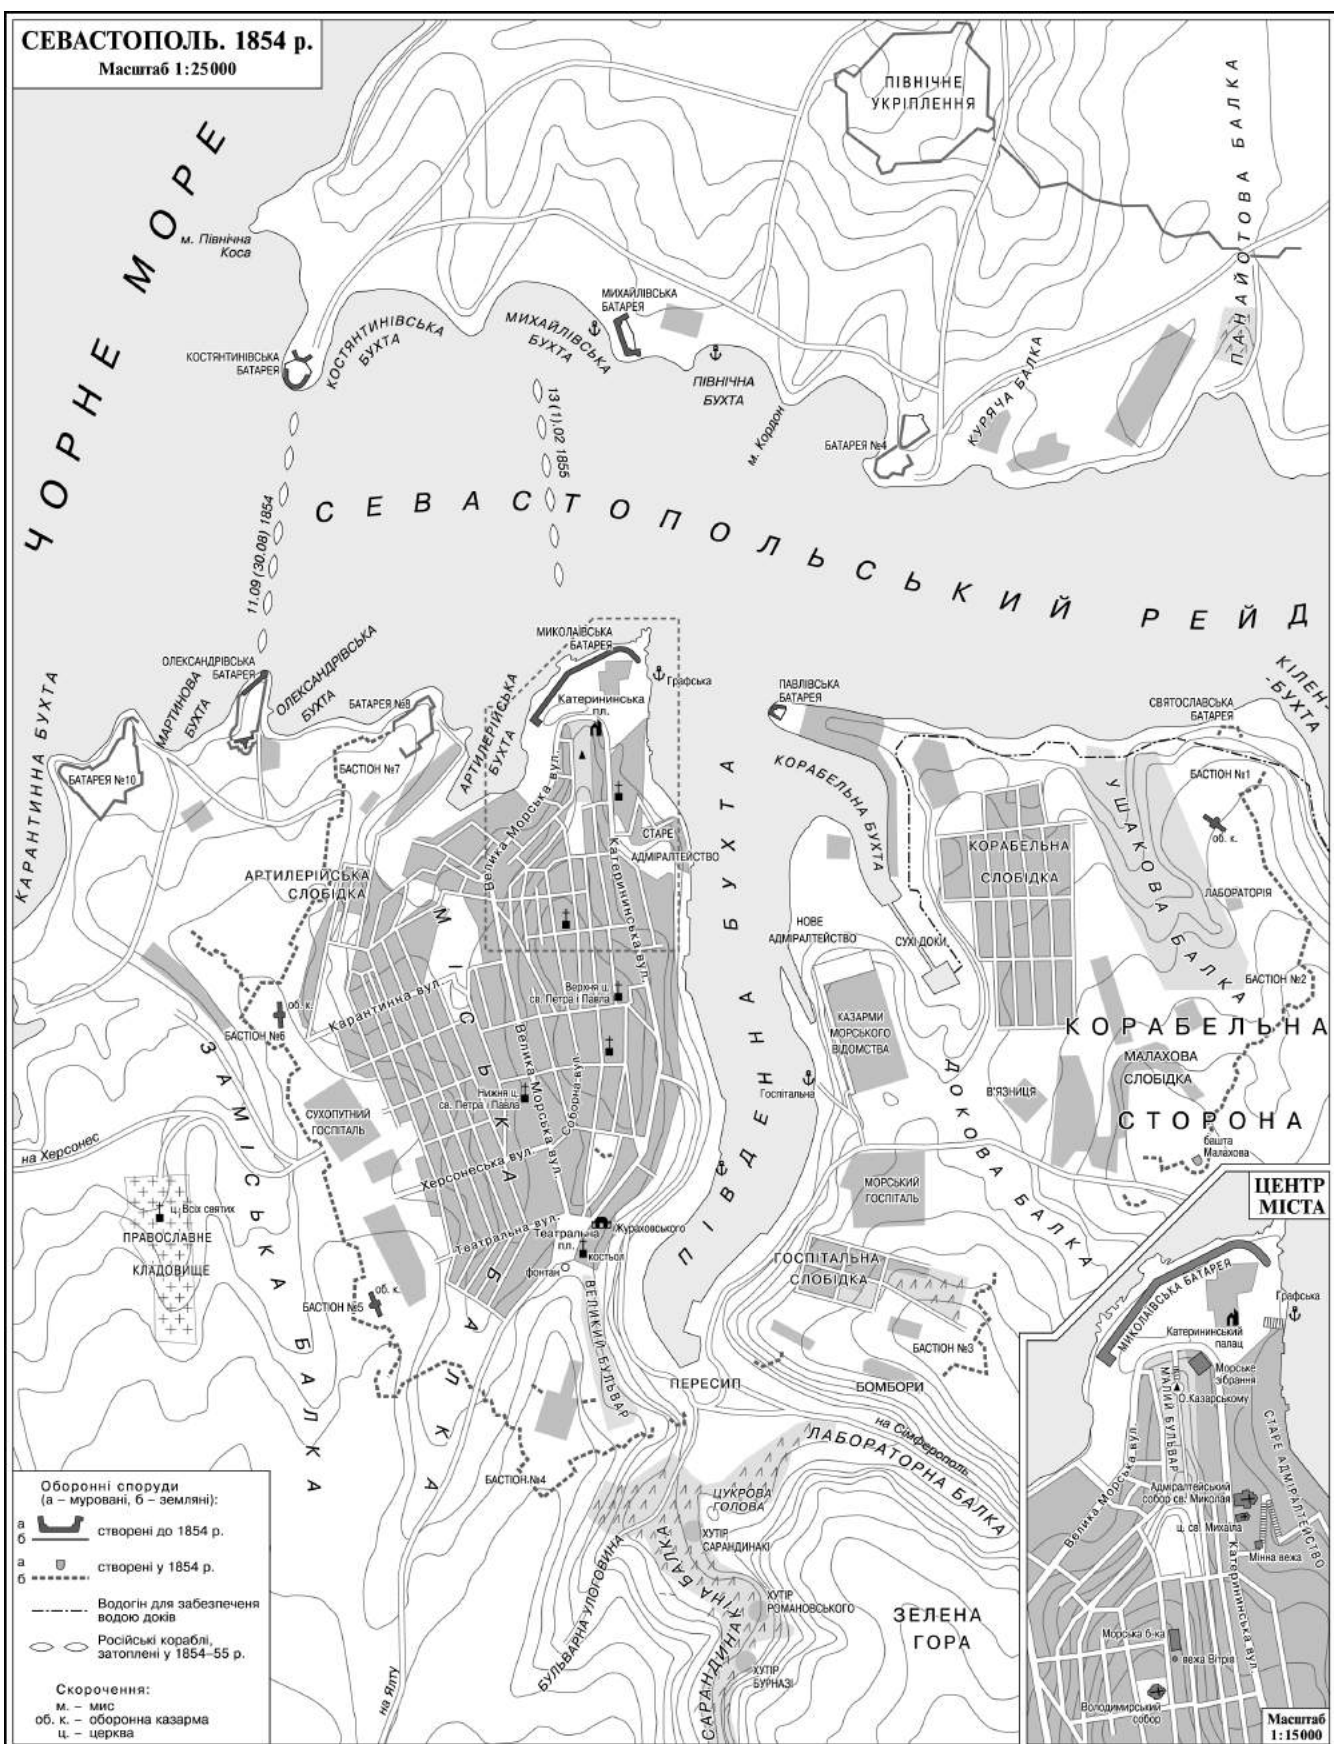 СЕВАСТОПОЛЬ. 1854 р.
Масштаб 1:25000
ЧОРНЕ МОРЕ
м. Північна
Коса
ПІВНІЧНЕ
УКРІПЛЕННЯ
ПАНАЙОТОВА БАЛКА
КОСТЯНТИНІВСЬКА
БАТАРЕЯ
КОСТЯНТИНІВСЬКА
БУХТА
МИХАЙЛІВСЬКА
БУХТА
МИХАЙЛІВСЬКА
БАТАРЕЯ
ПІВНІЧНА
БУХТА
м. Кордон
БАТАРЕЯ №4
КУРЯЧА БАЛКА
11.09 (30.08) 1854
13 (1).02 1855
СЕВАСТОПОЛЬСЬКИЙ РЕЙД
КАРАНТИННА БУХТА
БАТАРЕЯ №10
МАРТИНОВА
БУХТА
ОЛЕКСАНДРІВСЬКА
БАТАРЕЯ
ОЛЕКСАНДРІВСЬКА
БУХТА
БАТАРЕЯ №8
БАСТІОН №7
АРТИЛЕРІЙСЬКА
БУХТА
МИКОЛАЇВСЬКА
БАТАРЕЯ
Графська
Катерининська
пл.
ПАВЛІВСЬКА
БАТАРЕЯ
СВЯТОСЛАВСЬКА
БАТАРЕЯ
КІЛЕН-
-БУХТА
БАСТІОН №1
об. к.
КОРАБЕЛЬНА БУХТА
УШАКОВА БАЛКА
ЛАБОРАТОРІЯ
КОРАБЕЛЬНА
СЛОБІДКА
СТАРЕ
АДМІРАЛТЕЙСТВО
Велика Морська вул.
Катерининська вул.
АРТИЛЕРІЙСЬКА
СЛОБІДКА
НОВЕ
АДМІРАЛТЕЙСТВО
СУХІ ДОКИ
БАСТІОН №2
МІСЬКА БАЛКА
Верхня ц.
св. Петра і Павла
КАЗАРМИ
МОРСЬКОГО
ВІДОМСТВА
КОРАБЕЛЬНА
СТОРОНА
об. к.
БАСТІОН №6
Карантинна вул.
Велика Морська вул.
Соборна вул.
Нижня ц.
св. Петра і Павла
МАЛАХОВА
СЛОБІДКА
В'ЯЗНИЦЯ
Госпітальна
ПІВДЕННА БУХТА
ДОКОВА БАЛКА
башта
Малахова
СУХОПУТНИЙ
ГОСПІТАЛЬ
на Херсонес
ЗАМІСЬКА БАЛКА
Херсонеська вул.
МОРСЬКИЙ
ГОСПІТАЛЬ
ц. Всіх святих
ПРАВОСЛАВНЕ
КЛАДОВИЩЕ
Театральна вул.
Театральна
пл.
Жураховського
костьол
фонтан
ГОСПІТАЛЬНА
СЛОБІДКА
об. к.
БАСТІОН №5
ВЕЛИКИЙ БУЛЬВАР
БАСТІОН №3
ПЕРЕСИП
БОМБОРИ
на Сімферополь
ЛАБОРАТОРНА БАЛКА
БАСТІОН №4
ЦУКРОВА
ГОЛОВА
ХУТІР
САРАНДИНАКІ
БУЛЬВАРНА УЛОГОВИНА
САРАНДИНАКІНА БАЛКА
ХУТІР
РОМАНОВСЬКОГО
ЗЕЛЕНА
ГОРА
ХУТІР
БУРНАЗІ
на Ялту
Оборонні споруди
(а – муровані, б – земляні):
а
б
створені до 1854 р.
а
б
створені у 1854 р.
Водогін для забезпеченя
водою доків
Російські кораблі,
затоплені у 1854–55 р.
Скорочення:
м. – мис
об. к. – оборонна казарма
ц. – церква
ЦЕНТР
МІСТА
МИКОЛАЇВСЬКА БАТАРЕЯ
Графська
Катерининський
палац
Морське
зібрання
О.Казарському
МАЛИЙ БУЛЬВАР
СТАРЕ АДМІРАЛТЕЙСТВО
Велика Морська вул.
Адміралтейський
собор св. Миколая
ц. св. Михаїла
Мінна вежа
Катерининська вул.
Морська б-ка
вежа Вітрів
Володимирський
собор
Масштаб
1:15000